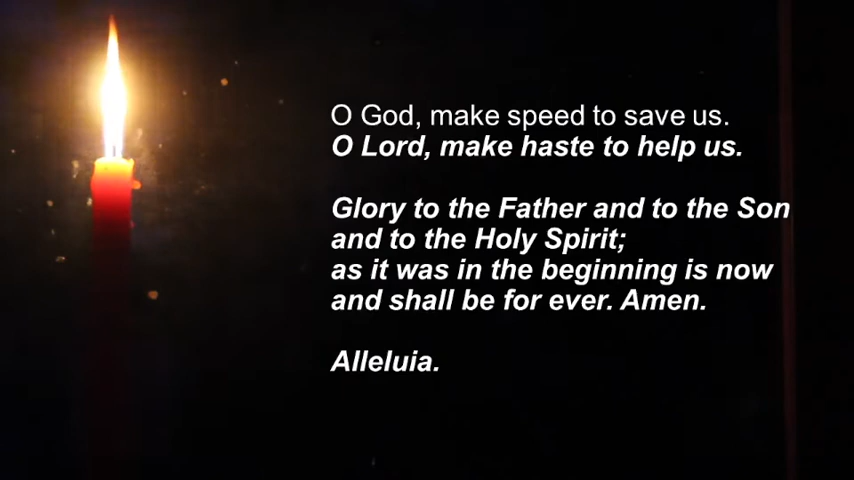 O God, make speed to save us.
O Lord, make haste to help us.
Glory to the Father and to the Son
and to the Holy Spirit;
as it was in the beginning is now
and shall be for ever. Amen.
Alleluia.